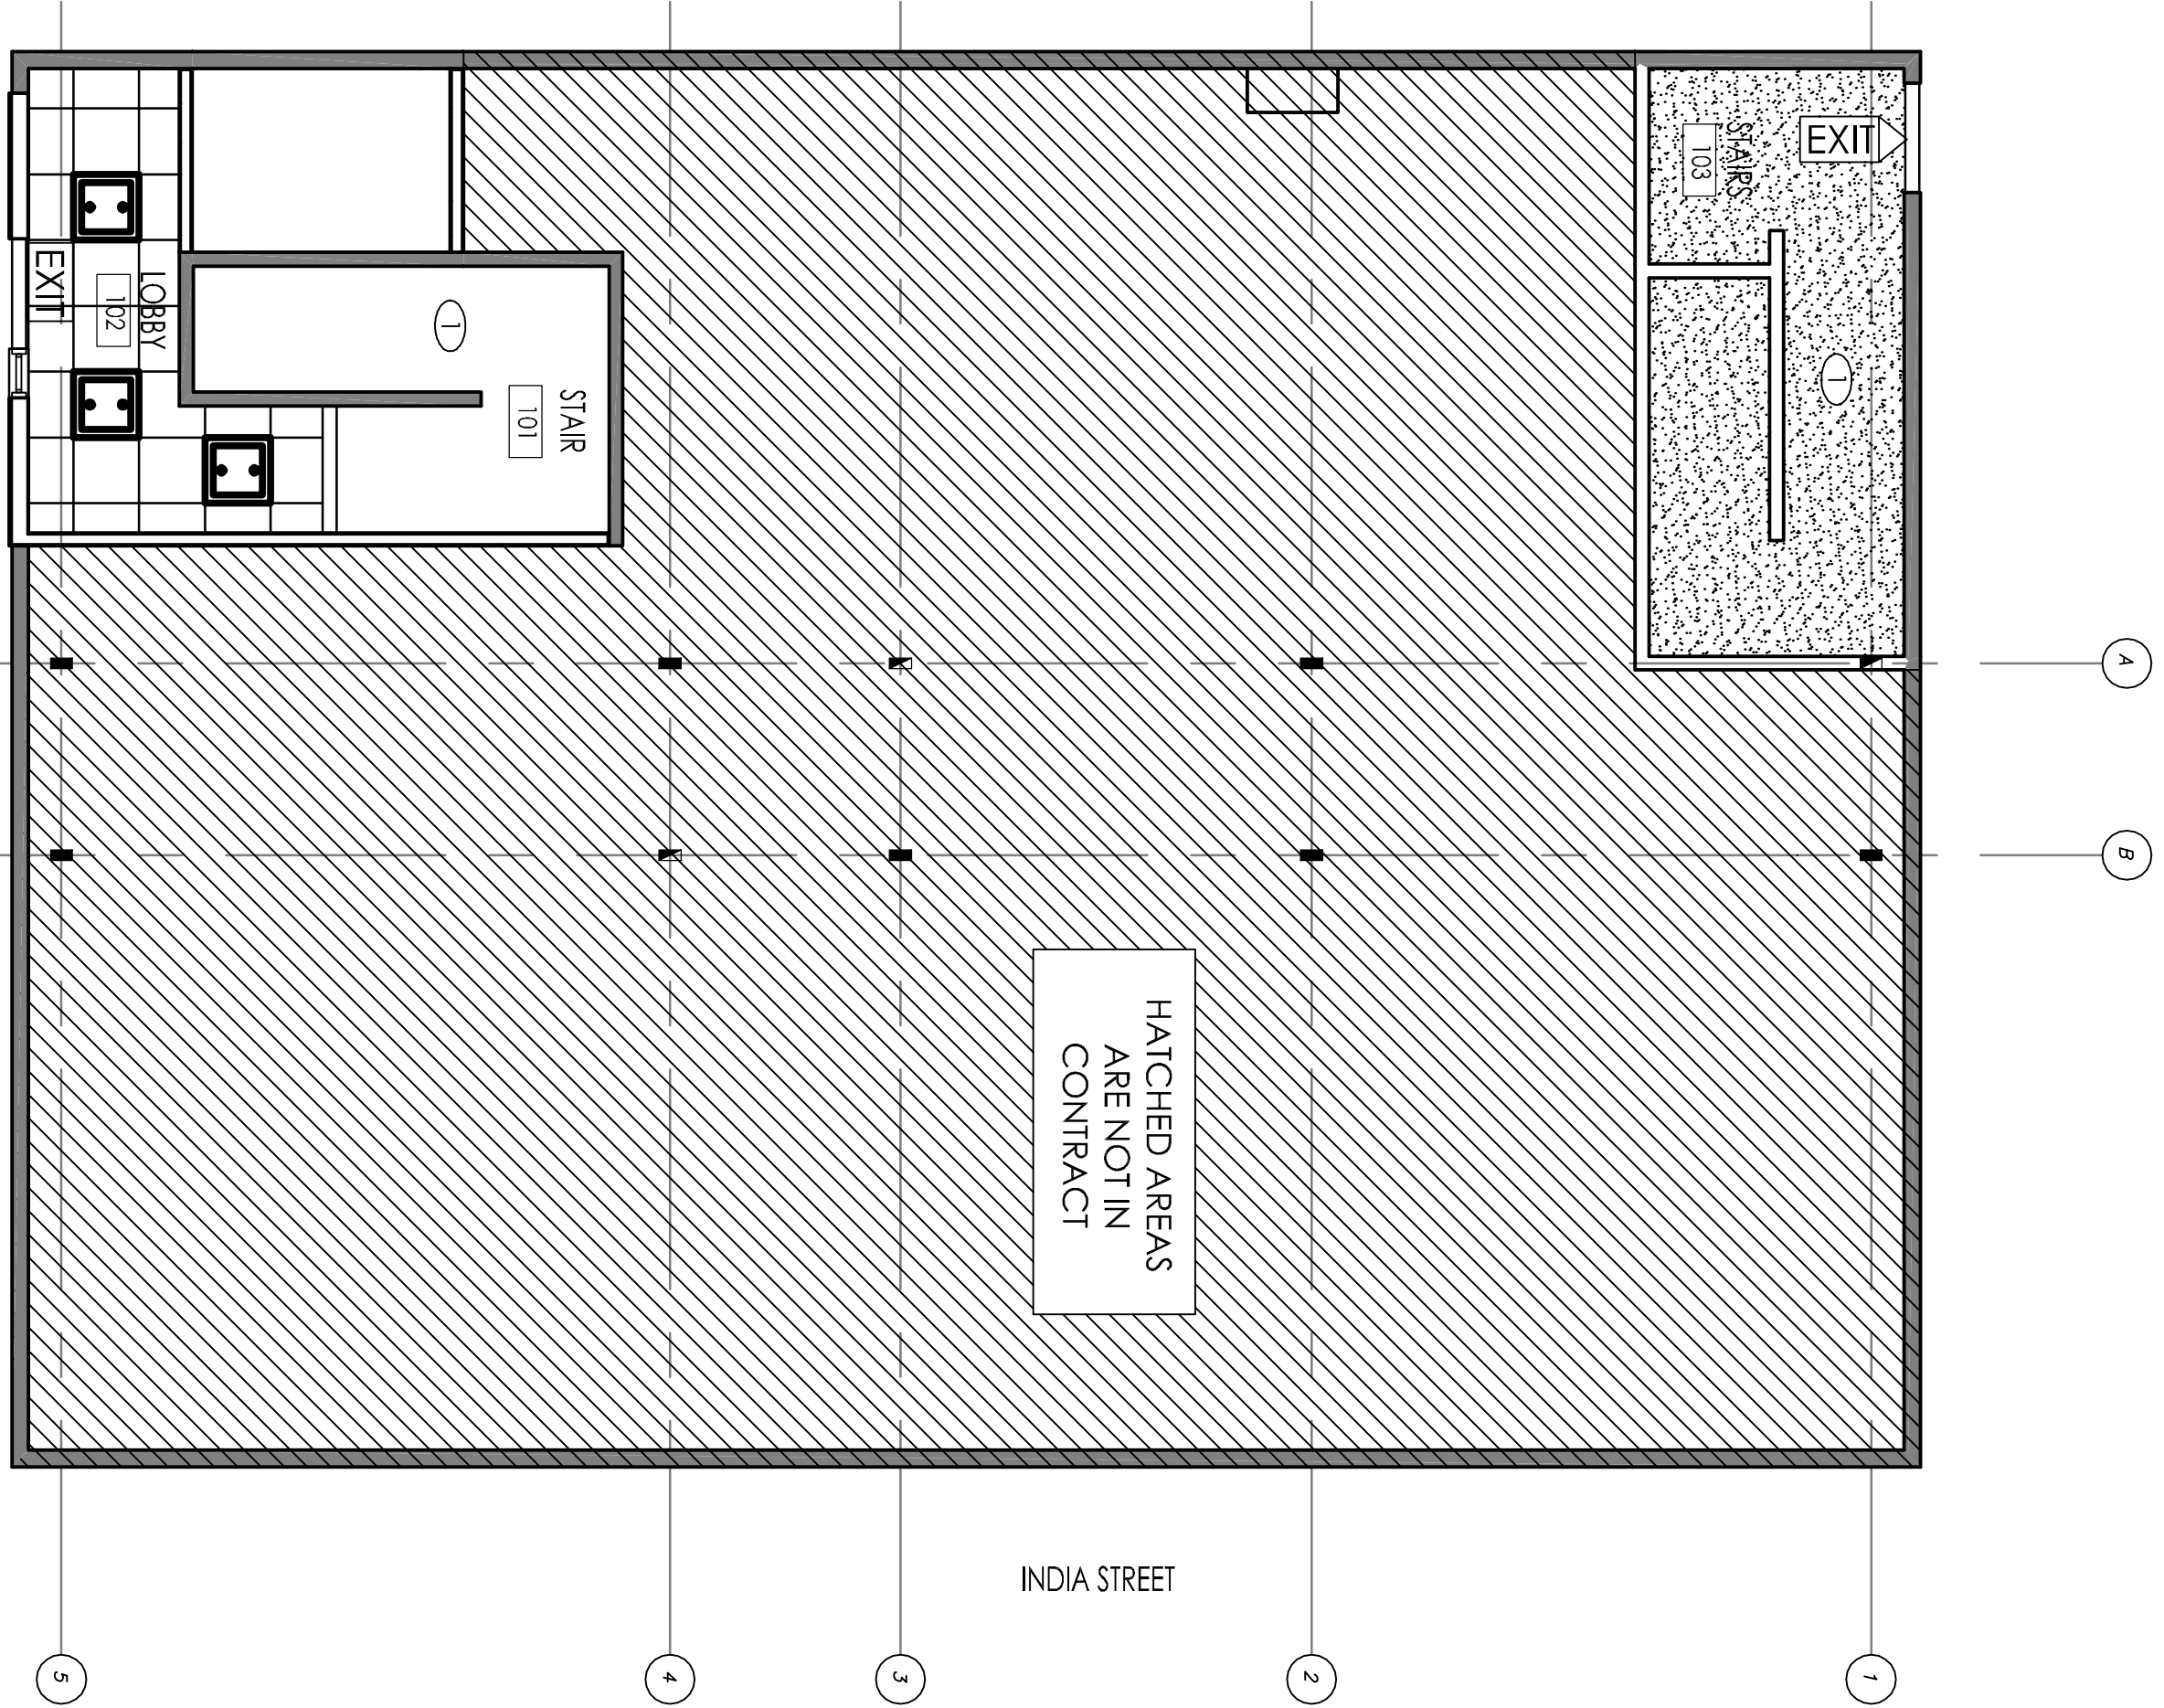 EXIT
STAIRS
103
1
EXIT
LOBBY
102
1
STAIR
101
A
B
HATCHED AREAS
ARE NOT IN
CONTRACT
INDIA STREET
5
4
3
2
1